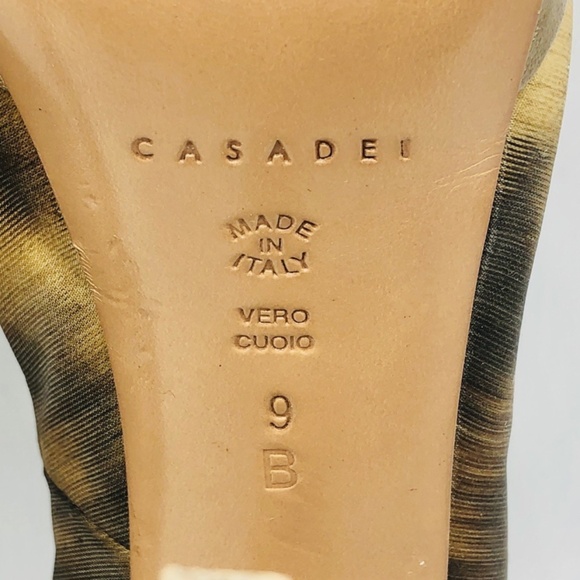 CASADEI
MADE
IN
ITALY
VERO
CUOIO
9
B